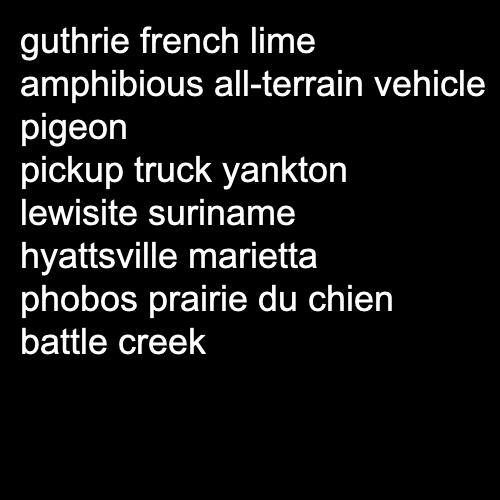 guthrie french lime
amphibious all-terrain vehicle
pigeon
pickup truck yankton
lewisite suriname
hyattsville marietta
phobos prairie du chien
battle creek